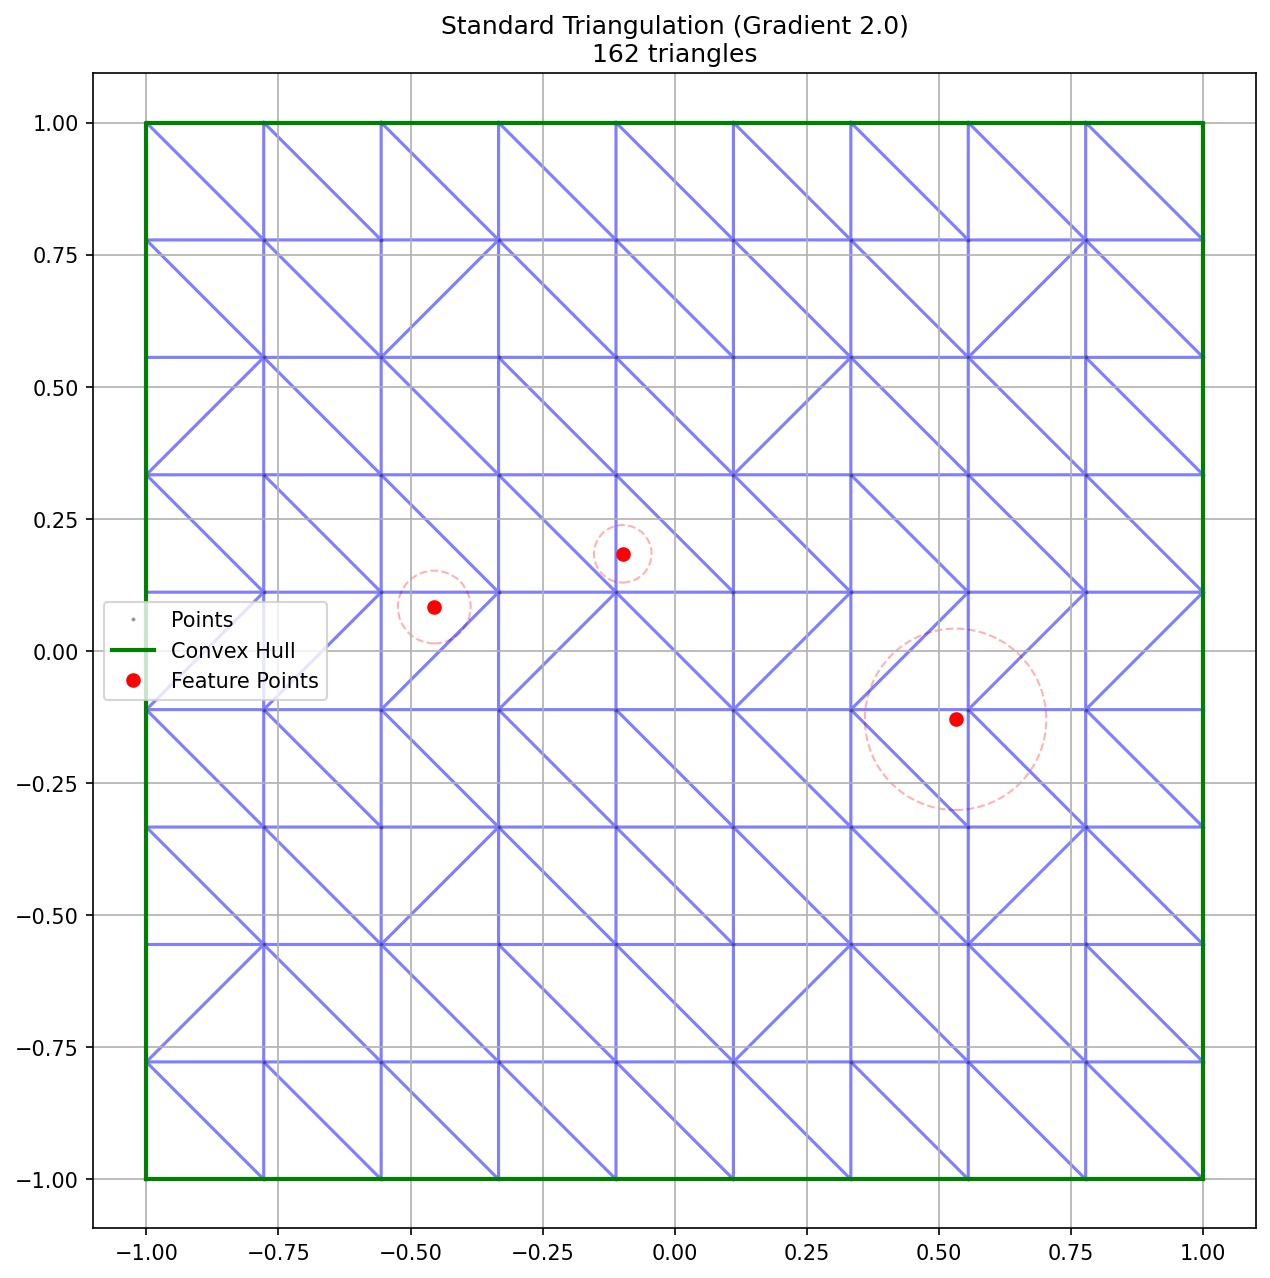 Standard Triangulation (Gradient 2.0)
162 triangles
1.00
0.75
0.50
0.25
0.00
−0.25
−0.50
−0.75
−1.00
Points
Convex Hull
Feature Points
−1.00 −0.75 −0.50 −0.25 0.00 0.25 0.50 0.75 1.00